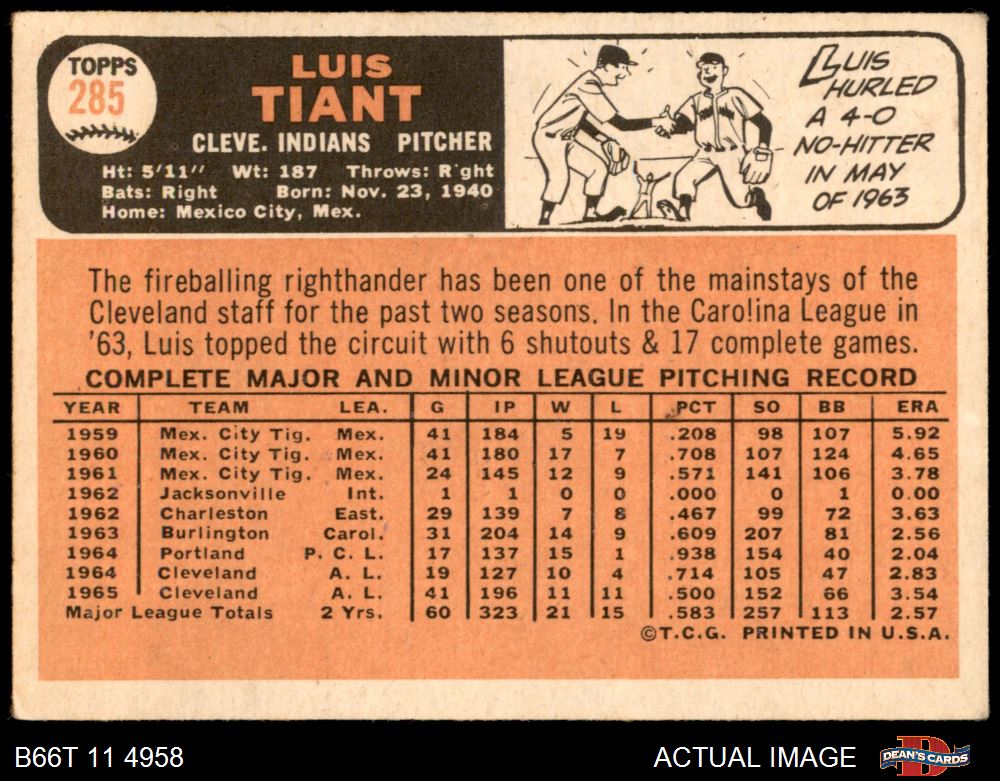 TOPPS
285
LUIS
TIANT
CLEVE. INDIANS PITCHER
Ht: 5'11" Wt: 187 Throws: R ght
Bats: Right Born: Nov. 23, 1940
Home: Mexico City, Mex.
LUIS
HURLED
A 4-0
NO-HITTER
IN MAY
OF 1963
The fireballing righthander has been one of the mainstays of the
Cleveland staff for the past two seasons. In the Carolina League in
'63, Luis topped the circuit with 6 shutouts & 17 complete games.
COMPLETE MAJOR AND MINOR LEAGUE PITCHING RECORD
YEAR TEAM LEA. G IP W L PCT SO BB ERA
1959 Mex. City Tig. Mex. 41 184 5 19 .208 98 107 5.92
1960 Mex. City Tig. Mex. 41 180 17 7 .708 107 124 4.65
1961 Mex. City Tig. Mex. 24 145 12 9 .571 141 106 3.78
1962 Jacksonville Int. 1 1 0 0 .000 0 1 0.00
1962 Charleston East. 29 139 7 8 .467 99 72 3.63
1963 Burlington Carol. 31 204 14 9 .609 207 81 2.56
1964 Portland P. C. L. 17 137 15 1 .938 154 40 2.04
1964 Cleveland A. L. 19 127 10 4 .714 105 47 2.83
1965 Cleveland A. L. 41 196 11 11 .500 152 66 3.54
Major League Totals 2 Yrs. 60 323 21 15 .583 257 113 2.57
©T.C.G. PRINTED IN U.S.A.
B66T 11 4958
ACTUAL IMAGE
DEAN'S CARDS